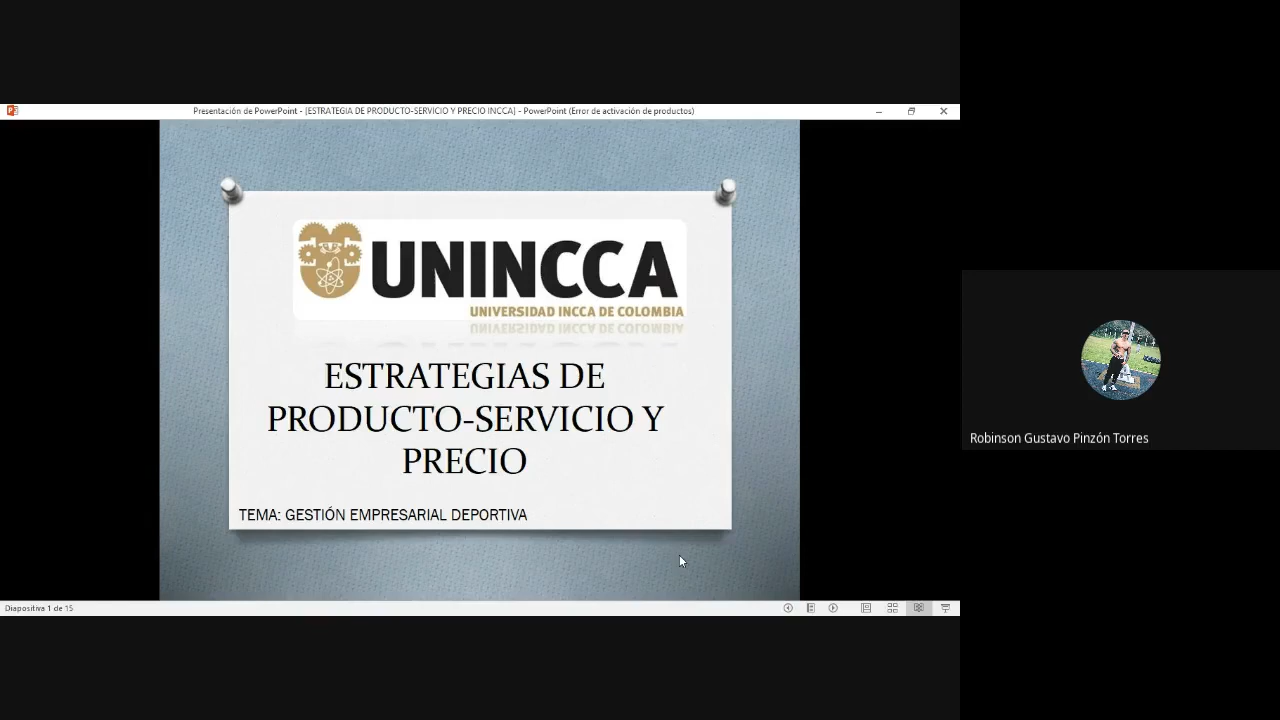 Presentación de PowerPoint - [ESTRATEGIA DE PRODUCTO-SERVICIO Y PRECIO INCCA] - PowerPoint (Error de activación de productos)
UNINCCA
UNIVERSIDAD INCCA DE COLOMBIA
ESTRATEGIAS DE
PRODUCTO-SERVICIO Y
PRECIO
TEMA: GESTIÓN EMPRESARIAL DEPORTIVA
Robinson Gustavo Pinzón Torres
Diapositiva 1 de 15